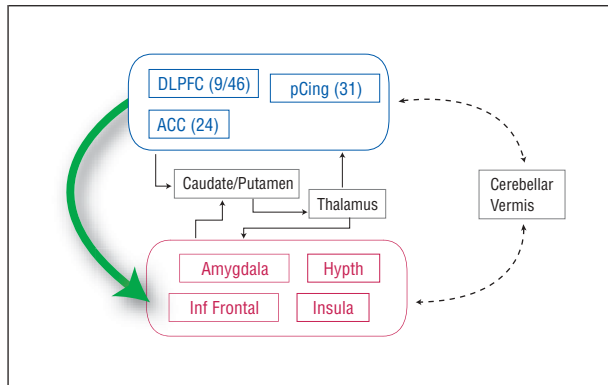 DLPFC (9/46)
pCing (31)
ACC (24)
Caudate/Putamen
Thalamus
Cerebellar
Vermis
Amygdala
Hypth
Inf Frontal
Insula